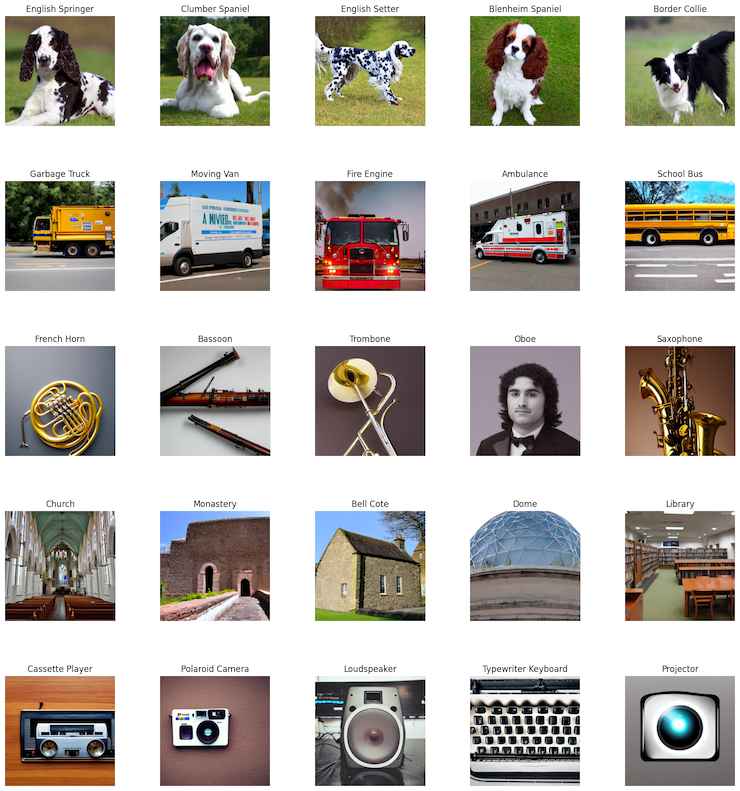 English Springer
Clumber Spaniel
English Setter
Blenheim Spaniel
Border Collie
Garbage Truck
Moving Van
Fire Engine
Ambulance
School Bus
A MIVIED
French Horn
Bassoon
Trombone
Oboe
Saxophone
Church
Monastery
Bell Cote
Dome
Library
Cassette Player
Polaroid Camera
Loudspeaker
Typewriter Keyboard
Projector